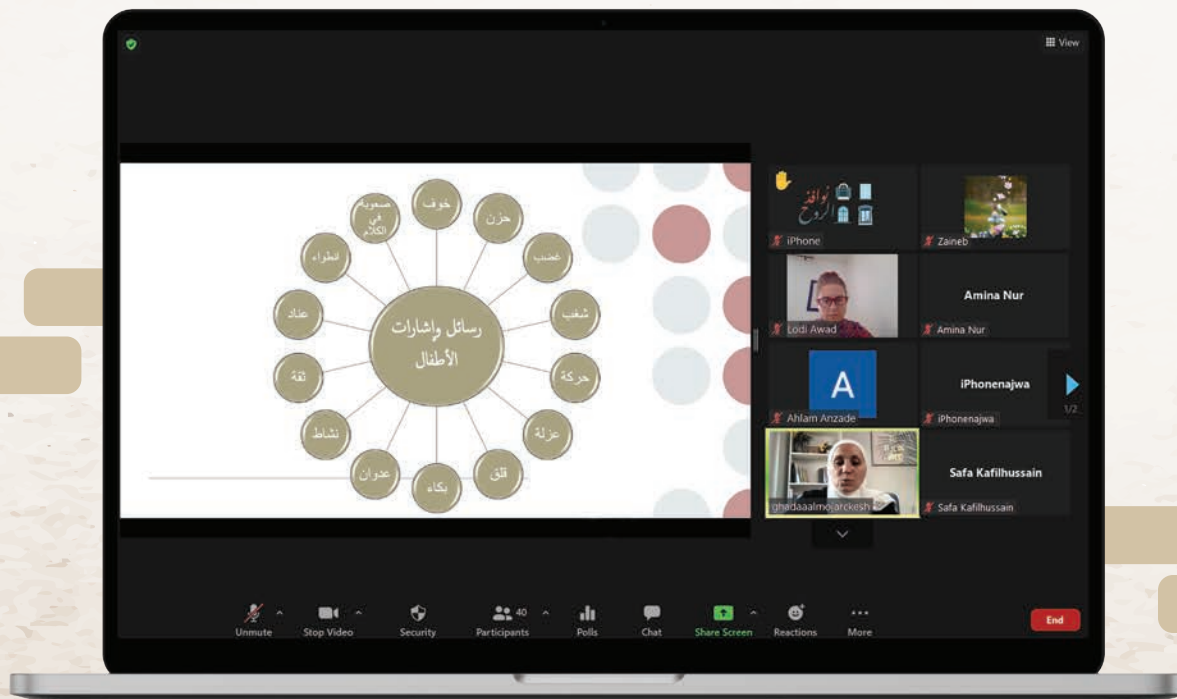 View
خوف
حزن
غضب
شغب
حركة
عزلة
قلق
بكاء
عدوان
نشاط
ثقة
عناد
انطواء
صعوبة
في
الكلام
رسائل وإشارات
الأطفال
نوافذ
الروح
iPhone
Zaineb
Lodi Awad
Amina Nur
Amina Nur
A
Ahlam Anzade
iPhonenajwa
iPhonenajwa
1/2
ghadaaalmojarckesh
Safa Kafilhussain
Safa Kafilhussain
Unmute
Stop Video
Security
40
Participants
Polls
Chat
Share Screen
Reactions
More
End